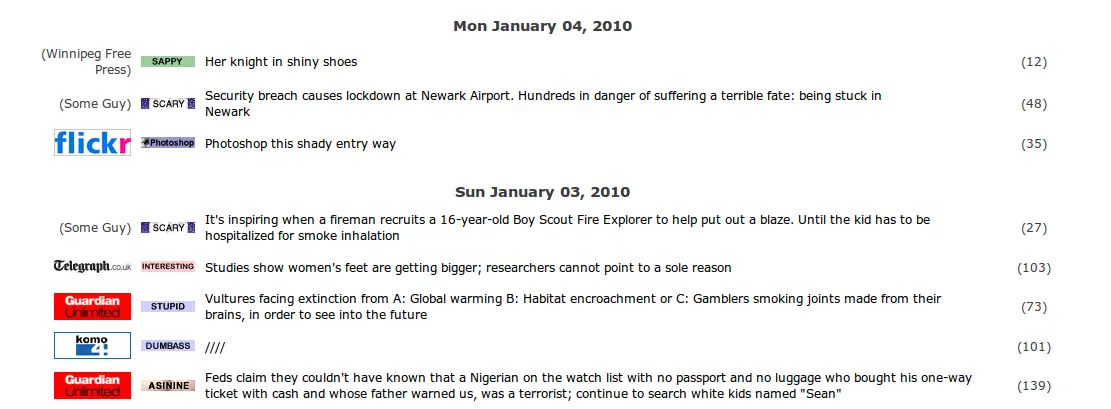 Mon January 04, 2010
(Winnipeg Free
Press)
SAPPY
Her knight in shiny shoes
(12)
(Some Guy)
SCARY
Security breach causes lockdown at Newark Airport. Hundreds in danger of suffering a terrible fate: being stuck in
Newark
(48)
flickr
Photoshop
Photoshop this shady entry way
(35)
Sun January 03, 2010
(Some Guy)
SCARY
It's inspiring when a fireman recruits a 16-year-old Boy Scout Fire Explorer to help put out a blaze. Until the kid has to be
hospitalized for smoke inhalation
(27)
Telegraph.co.uk
INTERESTING
Studies show women's feet are getting bigger; researchers cannot point to a sole reason
(103)
Guardian
Unlimited
STUPID
Vultures facing extinction from A: Global warming B: Habitat encroachment or C: Gamblers smoking joints made from their
brains, in order to see into the future
(73)
komo
4
DUMBASS
////
(101)
Guardian
Unlimited
ASININE
Feds claim they couldn't have known that a Nigerian on the watch list with no passport and no luggage who bought his one-way
ticket with cash and whose father warned us, was a terrorist; continue to search white kids named "Sean"
(139)